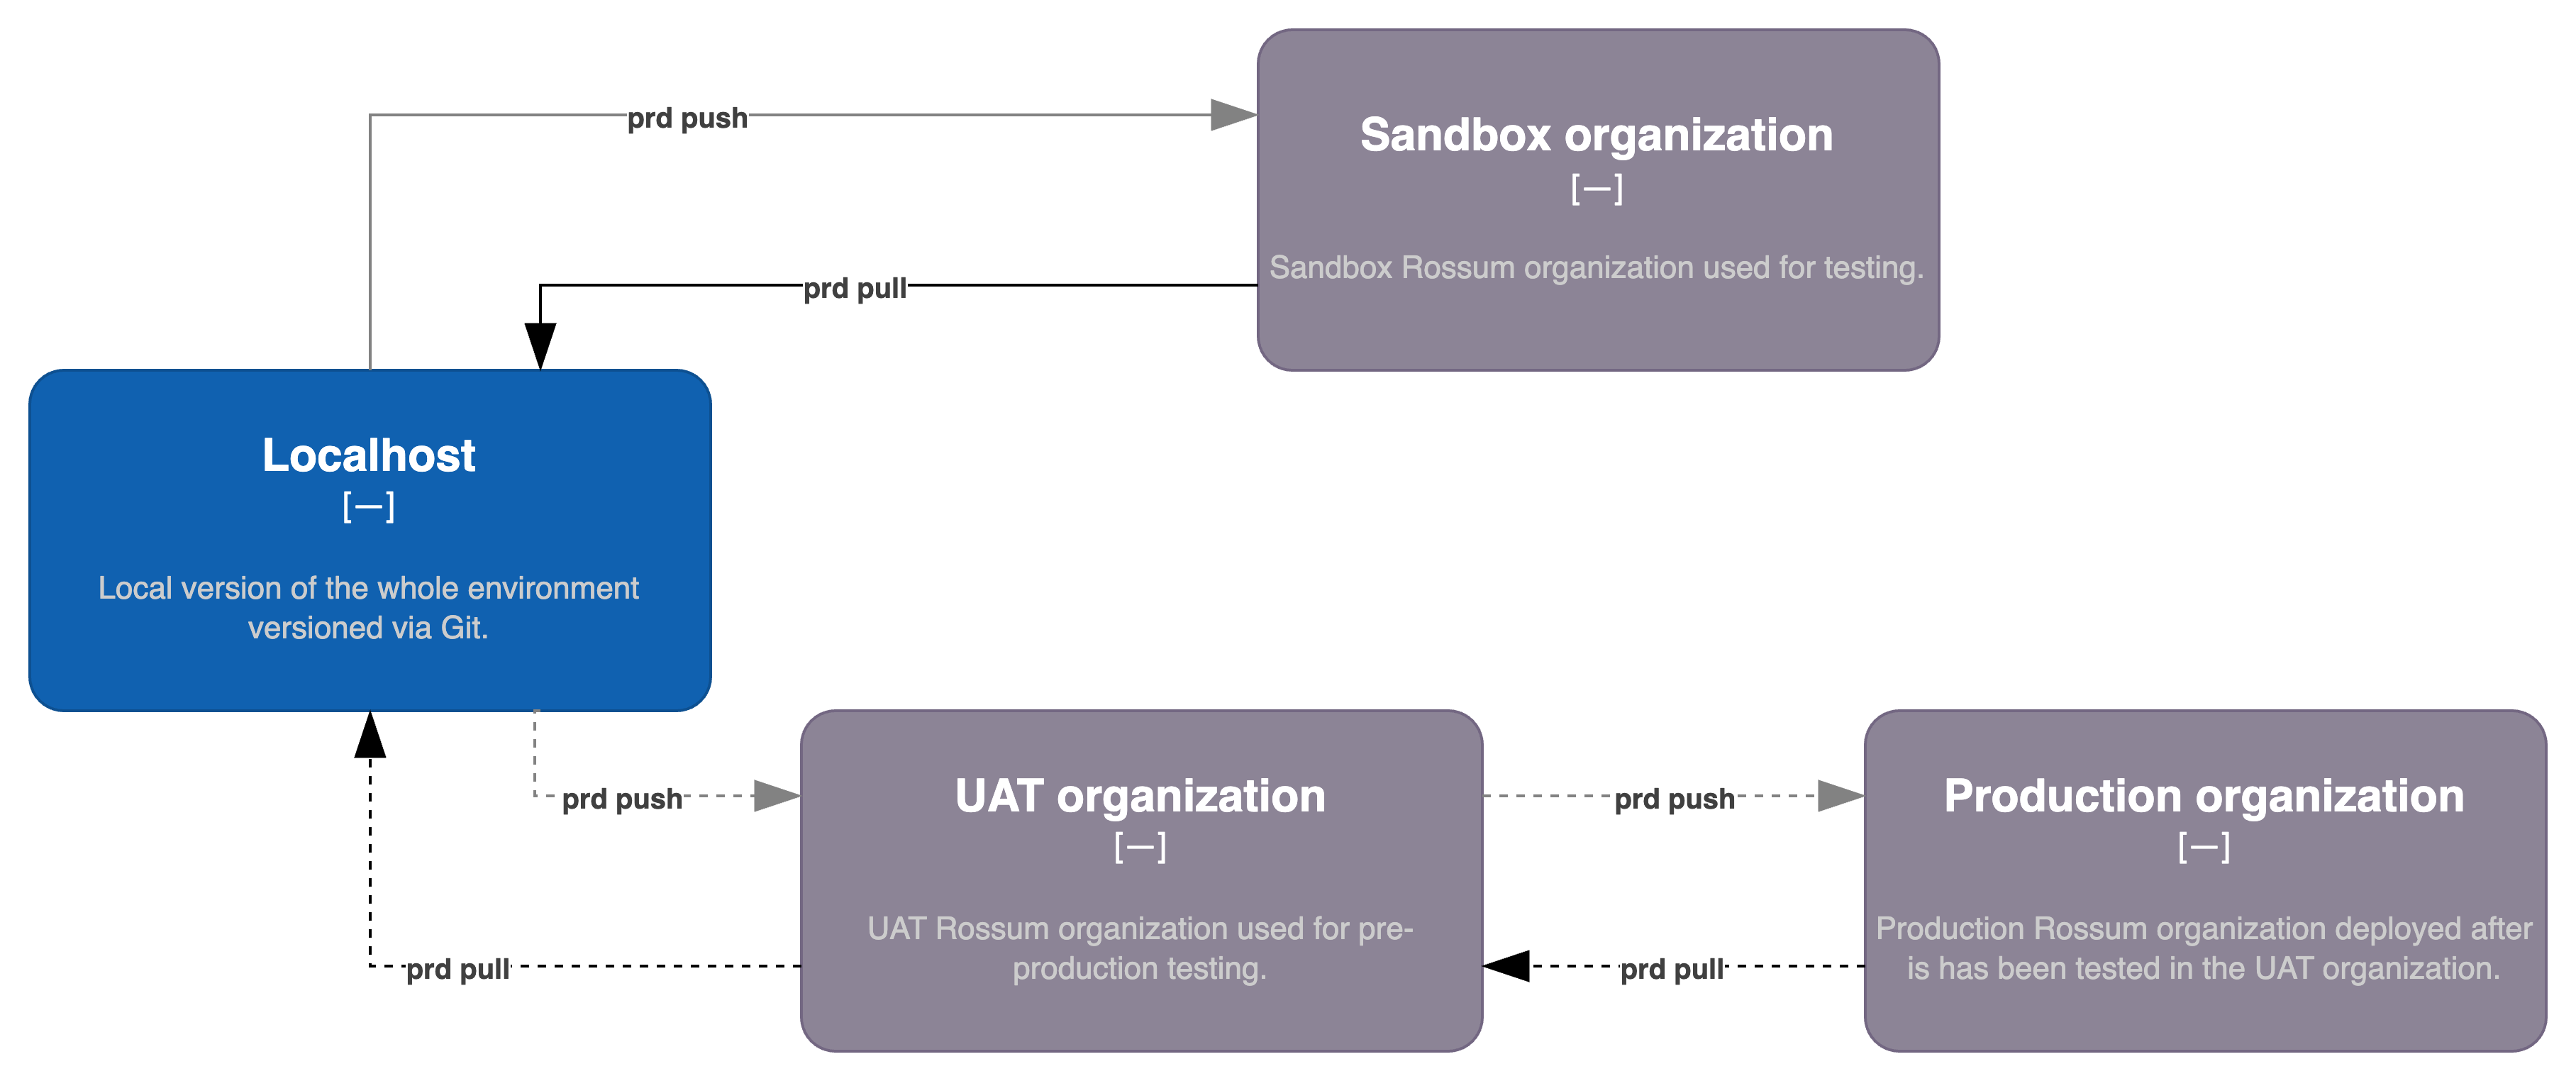 prd push
Sandbox organization
[—]
Sandbox Rossum organization used for testing.
prd pull
Localhost
[—]
Local version of the whole environment
versioned via Git.
prd push
UAT organization
[—]
UAT Rossum organization used for pre-
production testing.
prd pull
prd push
Production organization
[—]
Production Rossum organization deployed after
is has been tested in the UAT organization.
prd pull